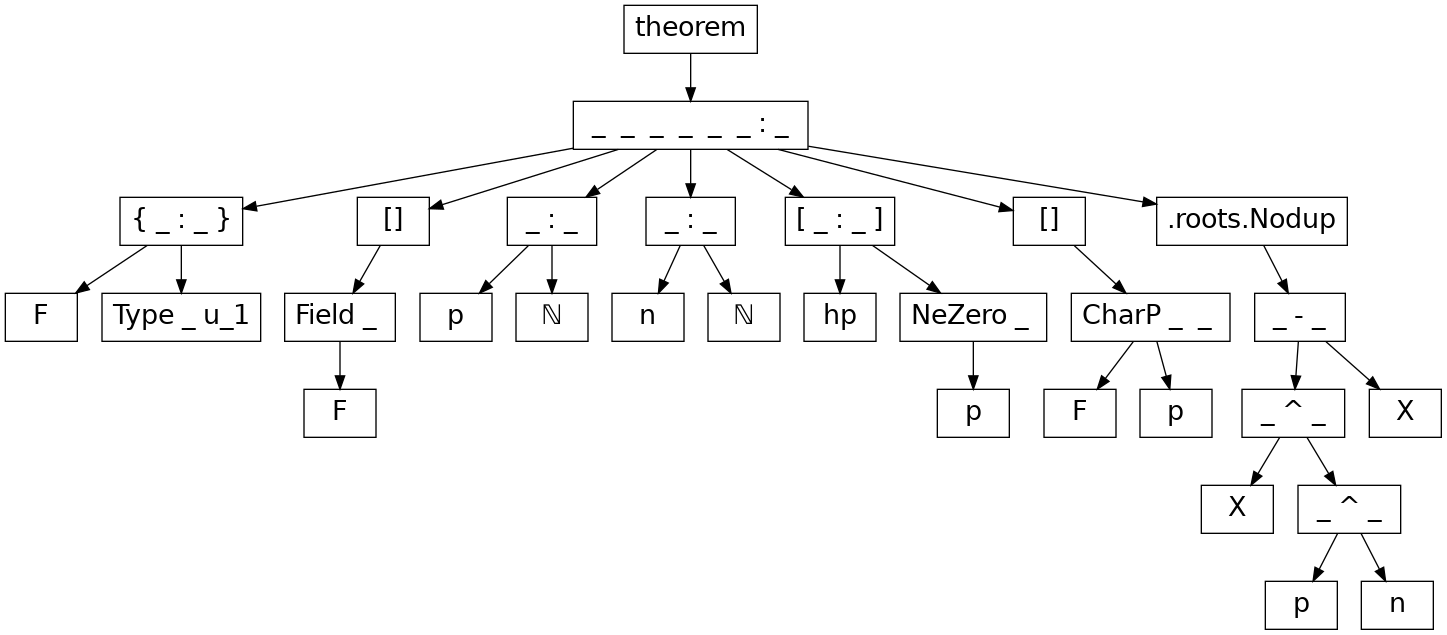 theorem
_ _ _ _ _ _ : _
{ _ : _ } [] _ : _ _ : _ [ _ : _ ] [] .roots.Nodup
F Type _ u_1 Field _ p ℕ n ℕ hp NeZero _ CharP _ _ _ - _
F p F p _ ^ _ X
X _ ^ _
p n